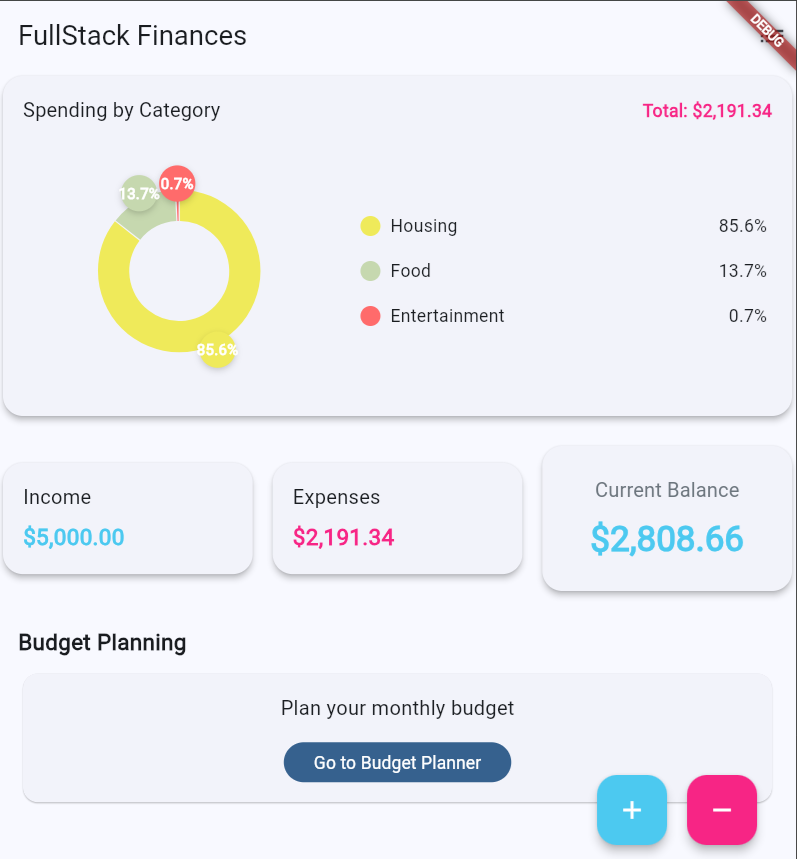 FullStack Finances
DEBUG
Spending by Category
Total: $2,191.34
13.7%
0.7%
85.6%
Housing 85.6%
Food 13.7%
Entertainment 0.7%
Income
$5,000.00
Expenses
$2,191.34
Current Balance
$2,808.66
Budget Planning
Plan your monthly budget
Go to Budget Planner
+
−